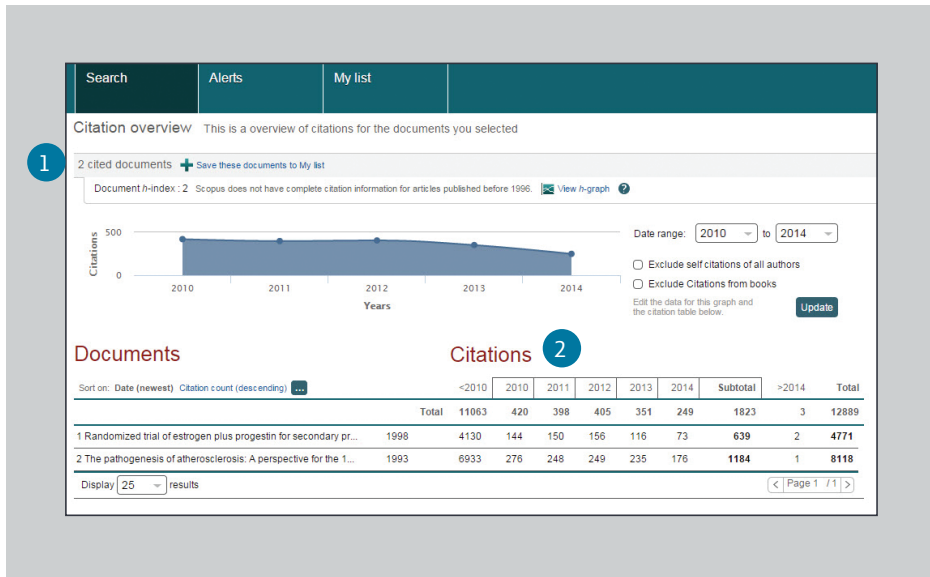 Search Alerts My list
Citation overview This is a overview of citations for the documents you selected
1
2 cited documents Save these documents to My list
Document h-index : 2 Scopus does not have complete citation information for articles published before 1996. View h-graph ?
500
0
Citations
2010 2011 2012 2013 2014
Years
Date range: 2010 to 2014
Exclude self citations of all authors
Exclude Citations from books
Edit the data for this graph and
the citation table below.
Update
Documents
Citations 2
Sort on: Date (newest) Citation count (descending) ...
<2010 2010 2011 2012 2013 2014 Subtotal >2014 Total
Total 11063 420 398 405 351 249 1823 3 12889
1 Randomized trial of estrogen plus progestin for secondary pr... 1998 4130 144 150 156 116 73 639 2 4771
2 The pathogenesis of atherosclerosis: A perspective for the 1... 1993 6933 276 248 249 235 176 1184 1 8118
Display 25 results
< Page 1 / 1 >